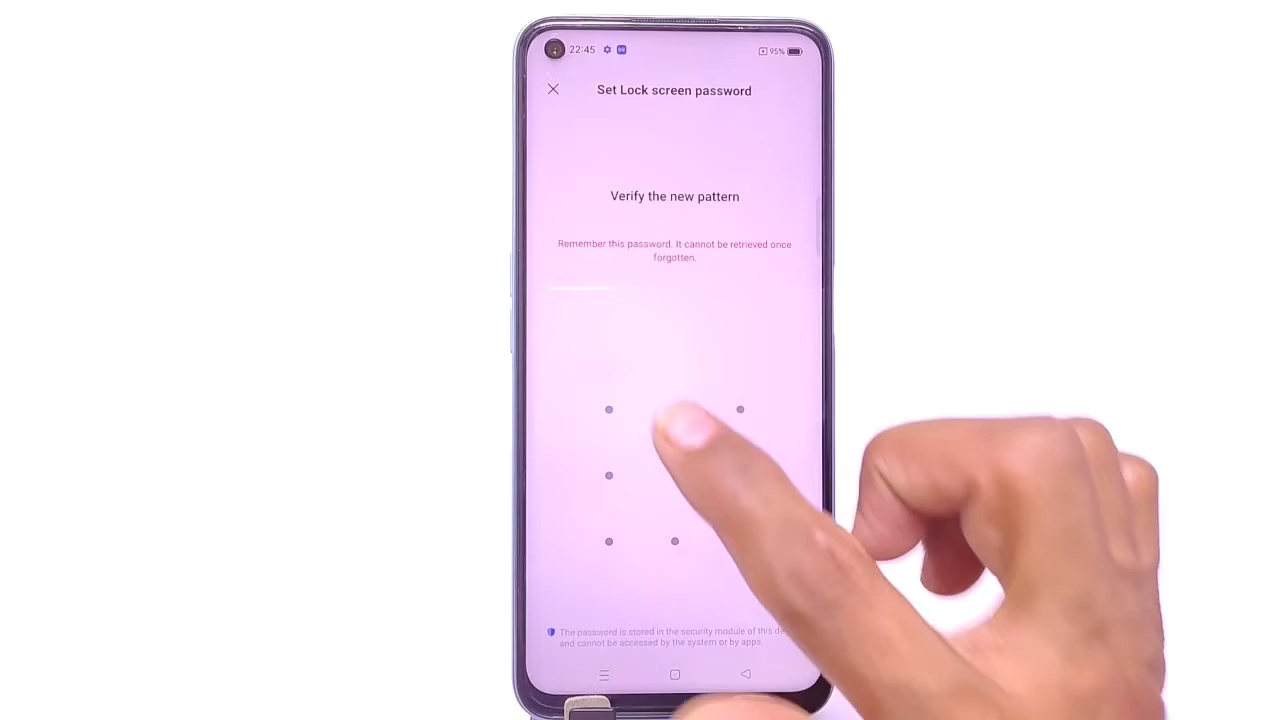 22:45
95%
Set Lock screen password
Verify the new pattern
Remember this password. It cannot be retrieved once
forgotten.
The password is stored in the security module of this
and cannot be accessed by the system or by apps.